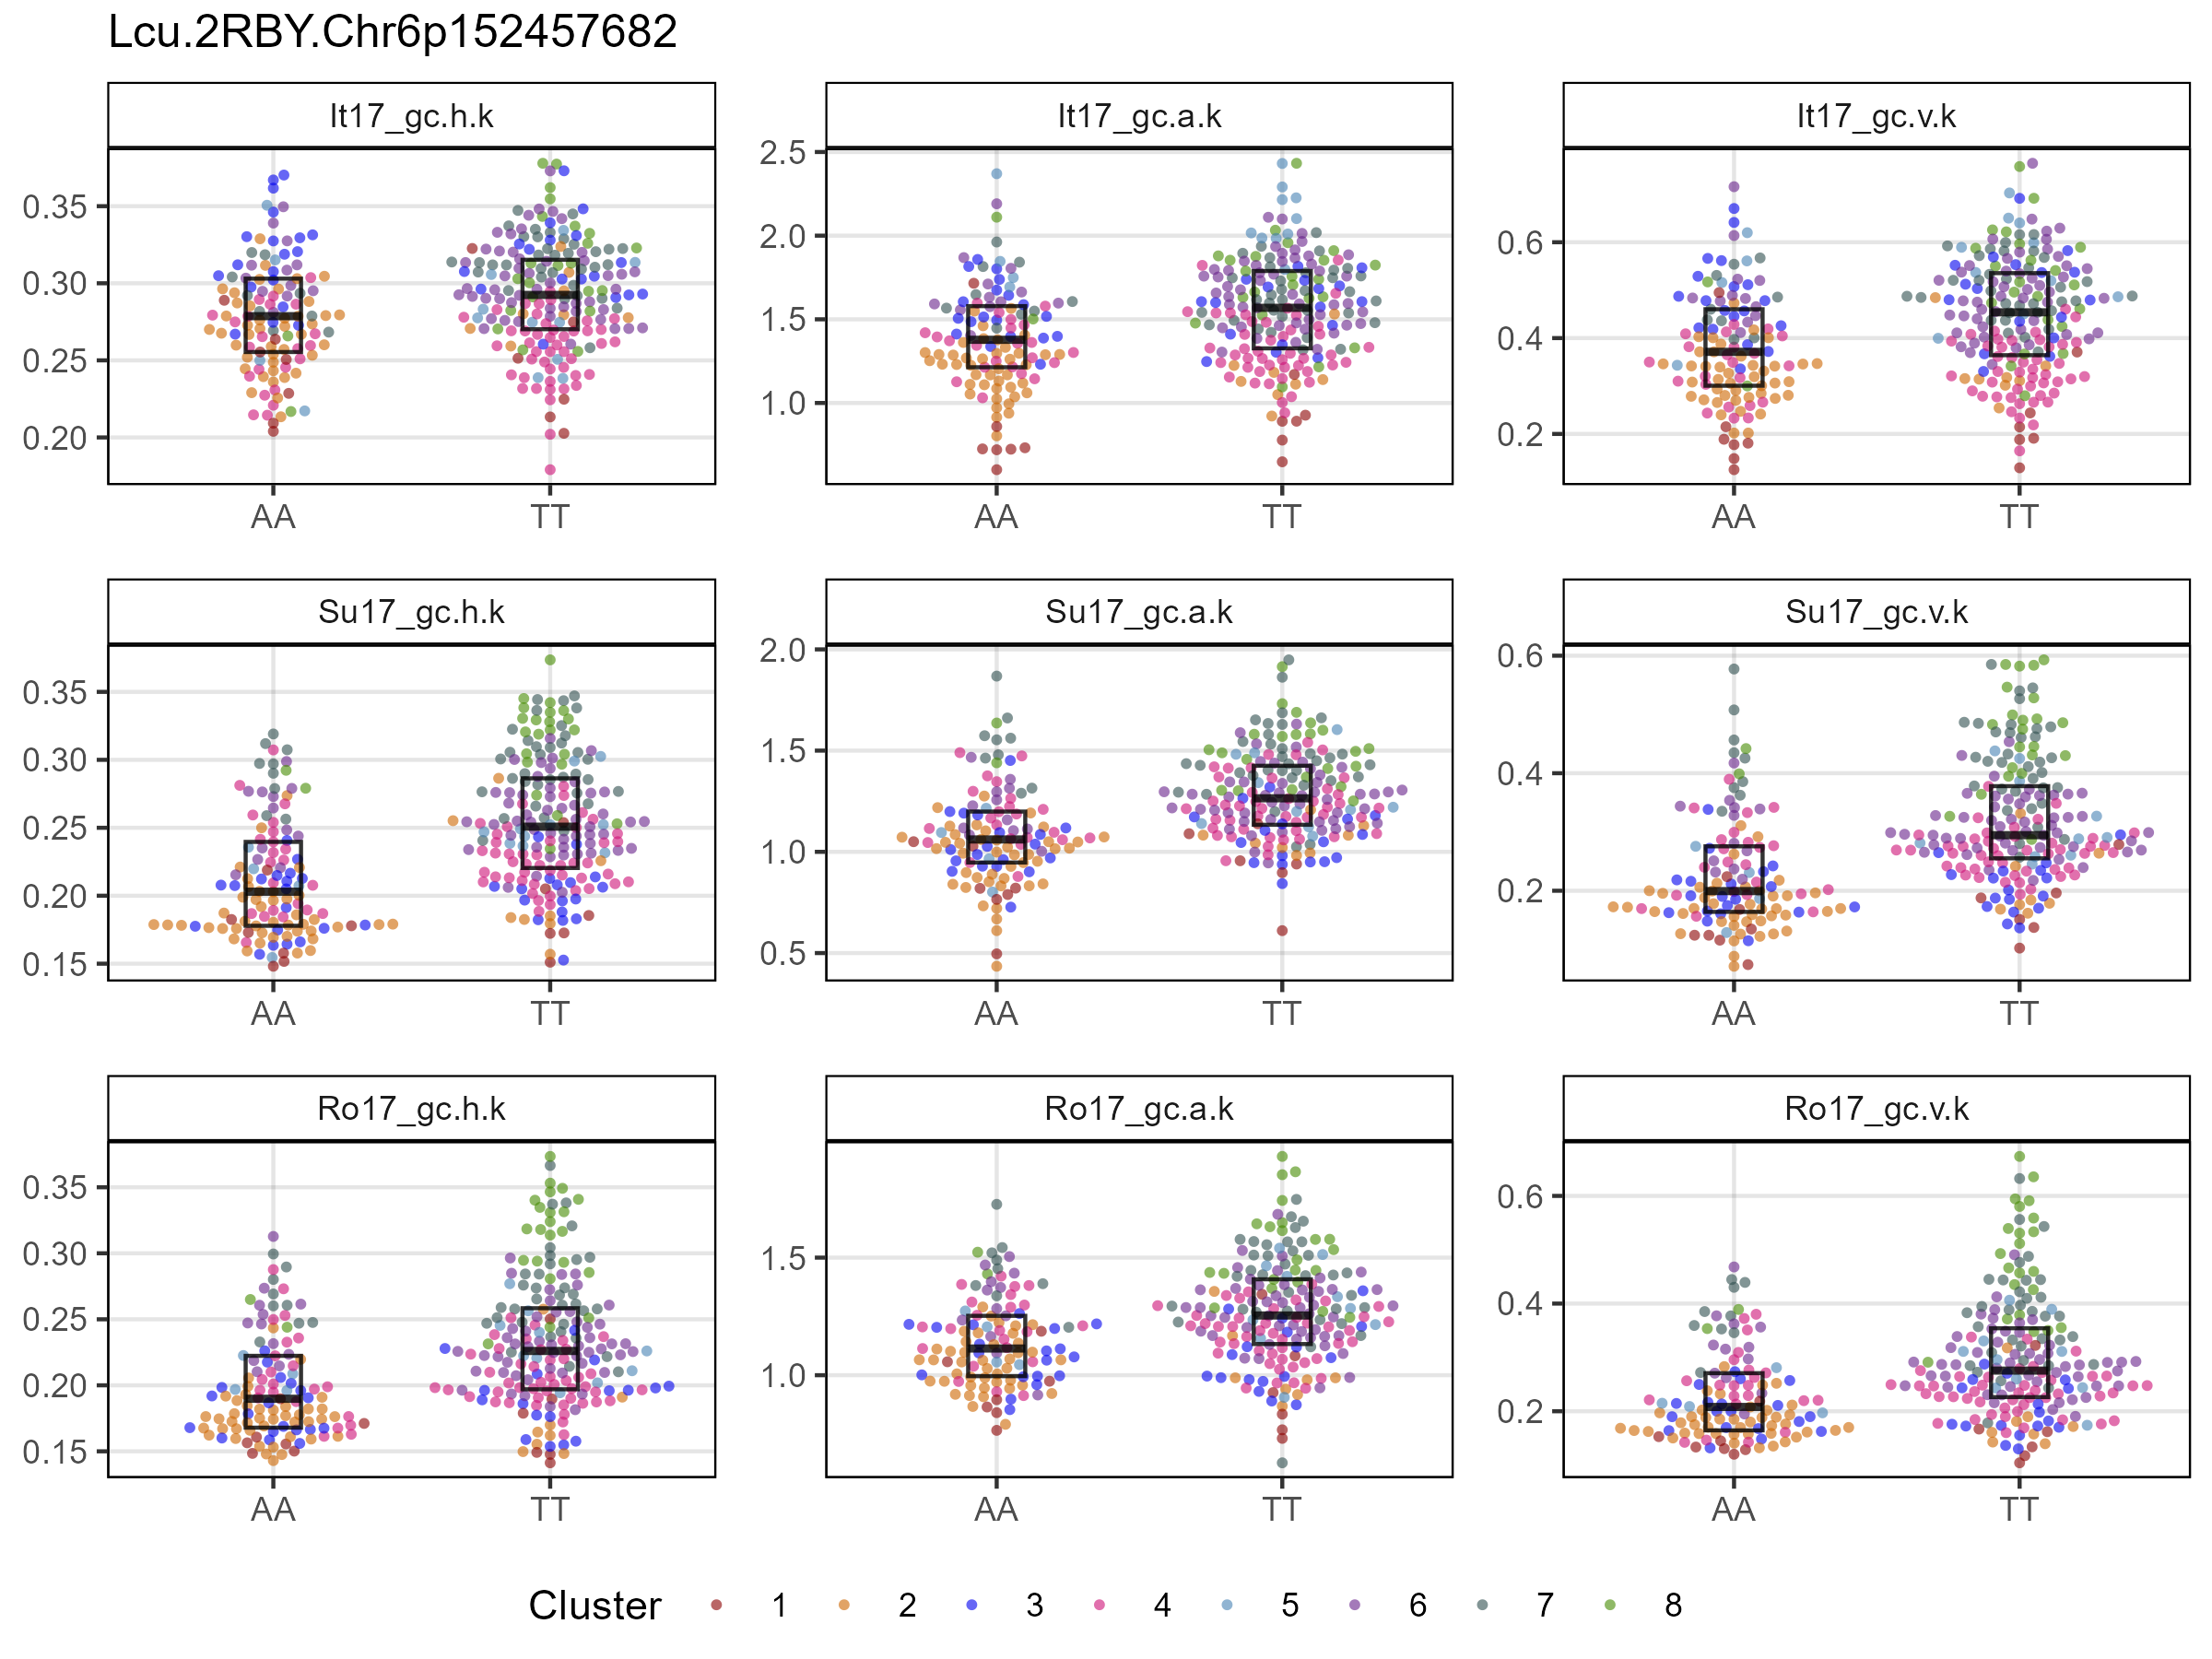 Lcu.2RBY.Chr6p152457682
It17_gc.h.k
It17_gc.a.k
It17_gc.v.k
0.35
0.30
0.25
0.20
AA TT
2.5
2.0
1.5
1.0
AA TT
0.6
0.4
0.2
AA TT
Su17_gc.h.k
Su17_gc.a.k
Su17_gc.v.k
0.35
0.30
0.25
0.20
0.15
AA TT
2.0
1.5
1.0
0.5
AA TT
0.6
0.4
0.2
AA TT
Ro17_gc.h.k
Ro17_gc.a.k
Ro17_gc.v.k
0.35
0.30
0.25
0.20
0.15
AA TT
1.5
1.0
AA TT
0.6
0.4
0.2
AA TT
Cluster 1 2 3 4 5 6 7 8